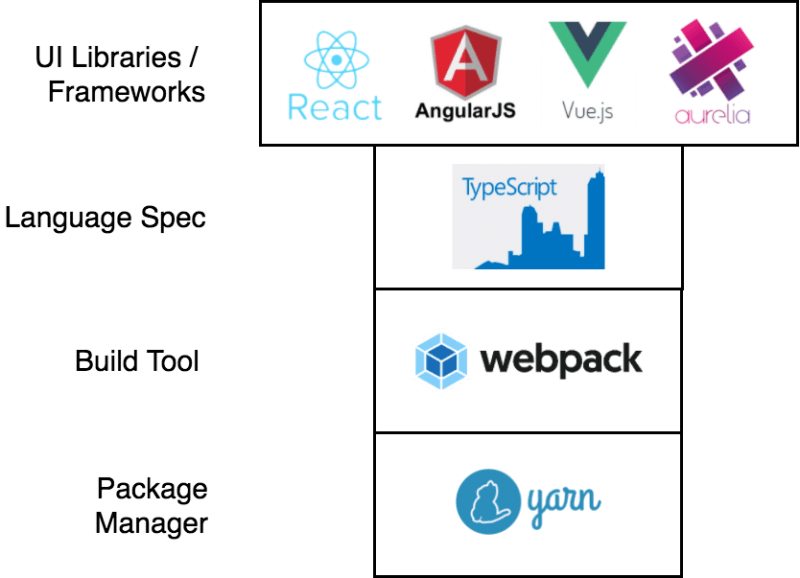 UI Libraries /
Frameworks
React
AngularJS
Vue.js
aurelia
Language Spec
TypeScript
Build Tool
webpack
Package
Manager
yarn